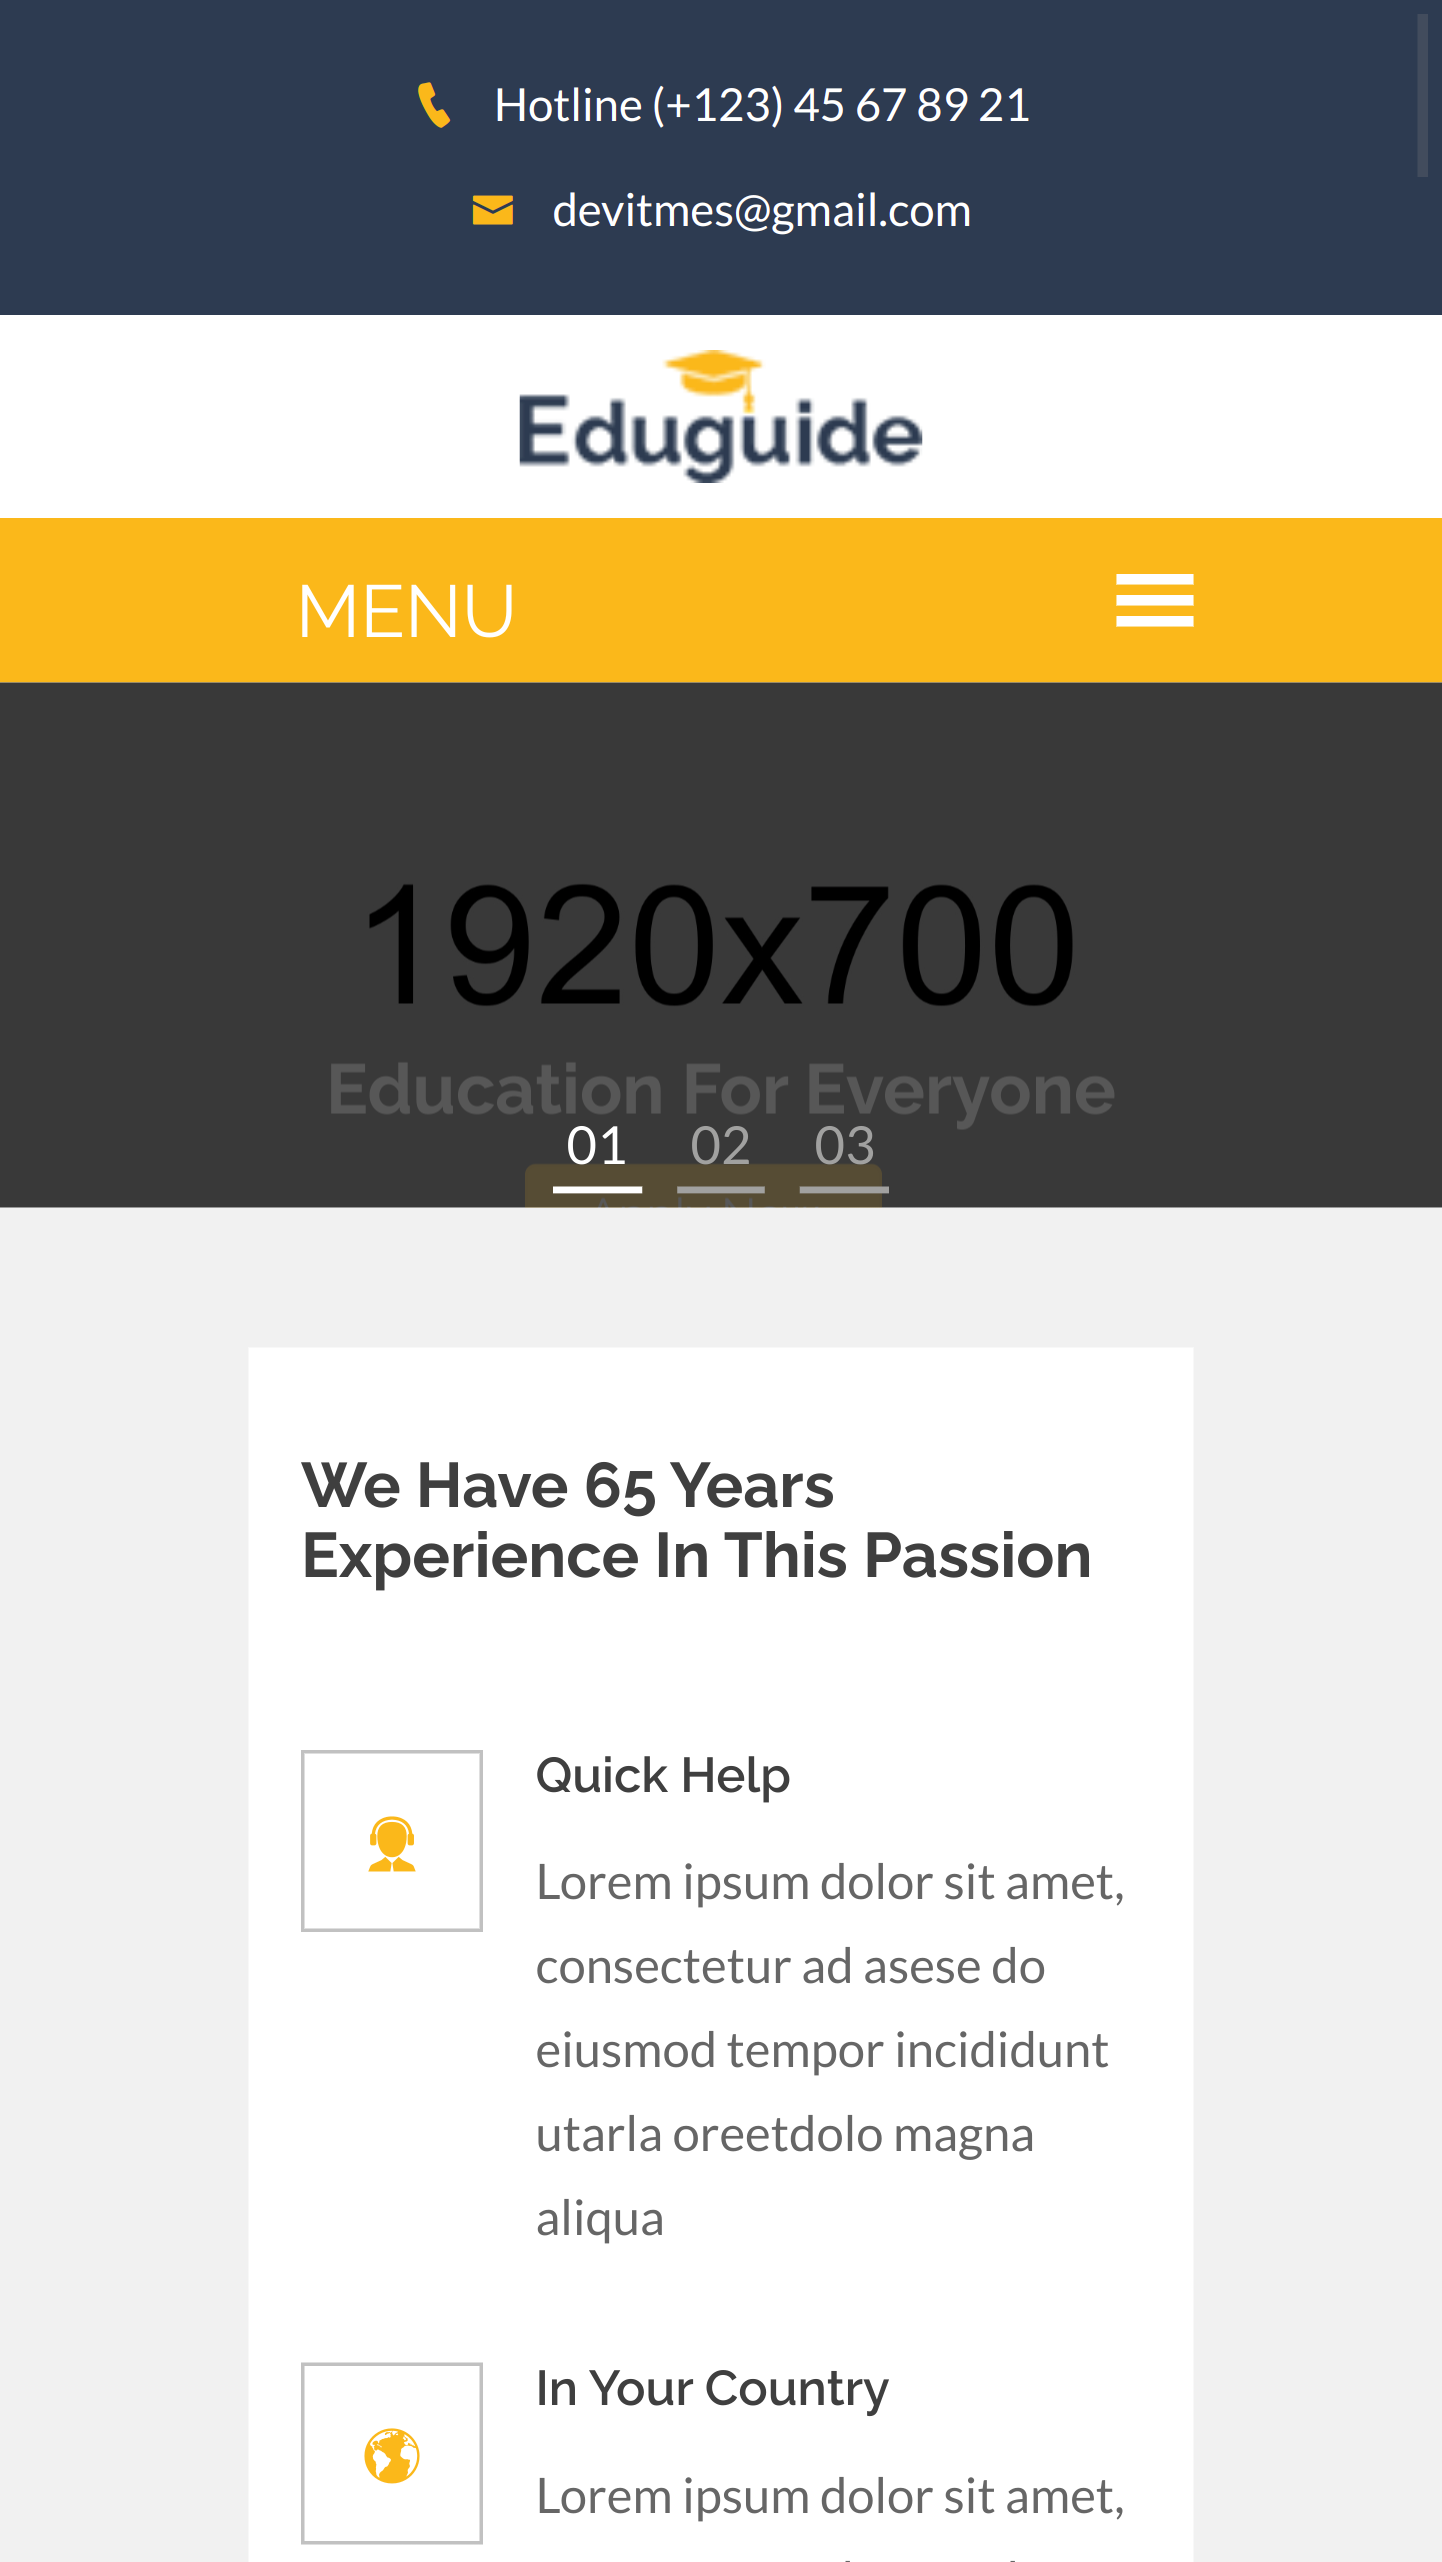 Hotline (+123) 45 67 89 21
devitmes@gmail.com
Eduguide
MENU
1920x700
Education For Everyone
01 02 03
We Have 65 Years
Experience In This Passion
Quick Help
Lorem ipsum dolor sit amet,
consectetur ad asese do
eiusmod tempor incididunt
utarla oreetdolo magna
aliqua
In Your Country
Lorem ipsum dolor sit amet,